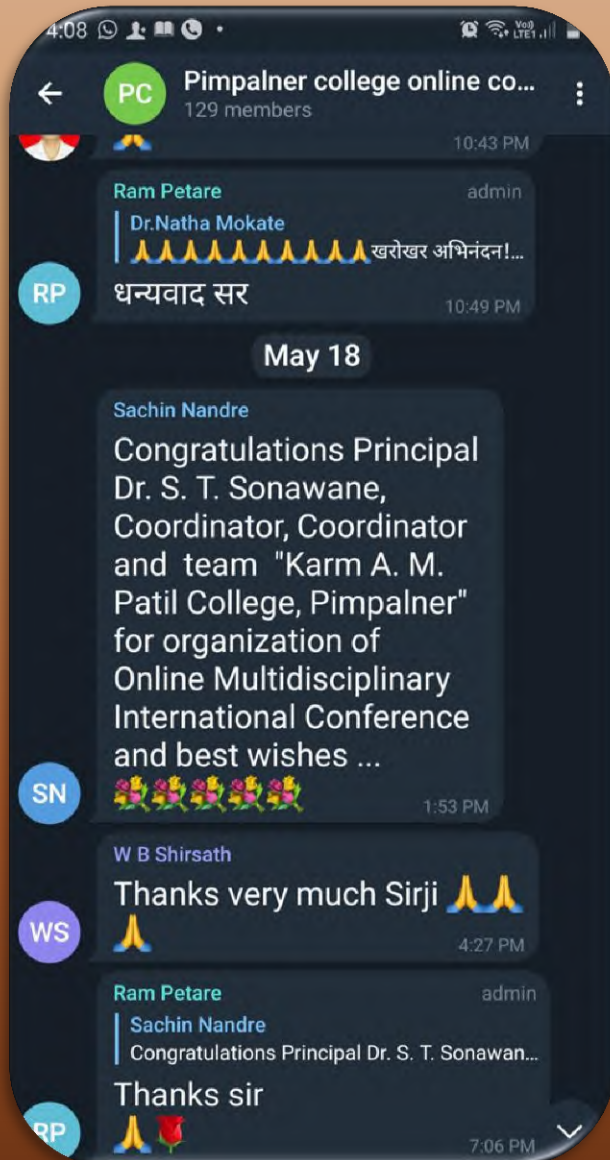 4:08
Vo))
LTE1
PC
Pimpalner college online co...
129 members
10:43 PM
Ram Petare
admin
Dr.Natha Mokate
🙏🙏🙏🙏🙏🙏🙏🙏🙏🙏खरोखर अभिनंदन!...
RP
धन्यवाद सर
10:49 PM
May 18
Sachin Nandre
Congratulations Principal
Dr. S. T. Sonawane,
Coordinator, Coordinator
and team "Karm A. M.
Patil College, Pimpalner"
for organization of
Online Multidisciplinary
International Conference
and best wishes ...
💐💐💐💐💐
SN
1:53 PM
W B Shirsath
Thanks very much Sirji 🙏🙏
🙏
WS
4:27 PM
Ram Petare
admin
Sachin Nandre
Congratulations Principal Dr. S. T. Sonawan...
Thanks sir
RP
🙏🌹
7:06 PM